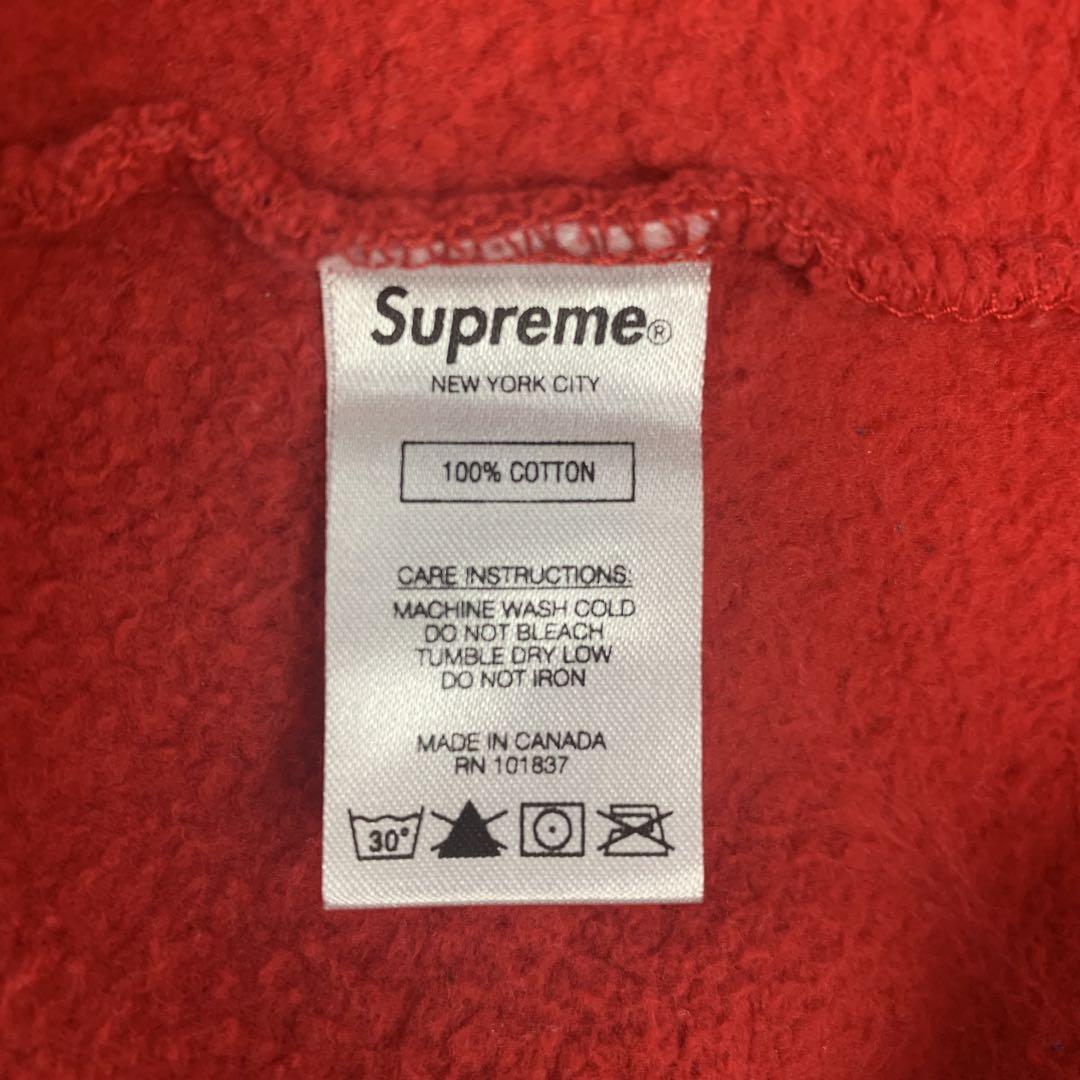 Supreme®
NEW YORK CITY
100% COTTON
CARE INSTRUCTIONS:
MACHINE WASH COLD
DO NOT BLEACH
TUMBLE DRY LOW
DO NOT IRON
MADE IN CANADA
RN 101837
30°